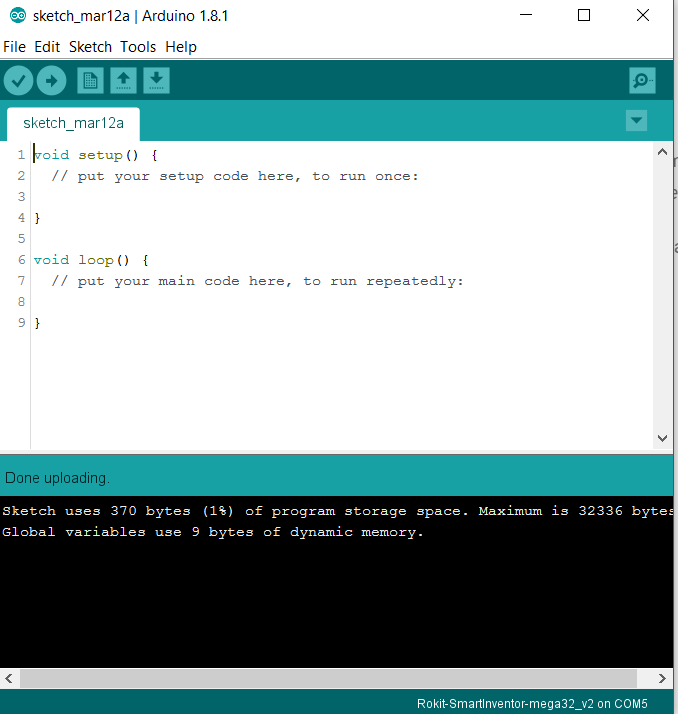 sketch_mar12a | Arduino 1.8.1
File Edit Sketch Tools Help
sketch_mar12a
1 void setup() {
2   // put your setup code here, to run once:
3
4 }
5
6 void loop() {
7   // put your main code here, to run repeatedly:
8
9 }
Done uploading.
Sketch uses 370 bytes (1%) of program storage space. Maximum is 32336 bytes
Global variables use 9 bytes of dynamic memory.
Rokit-SmartInventor-mega32_v2 on COM5